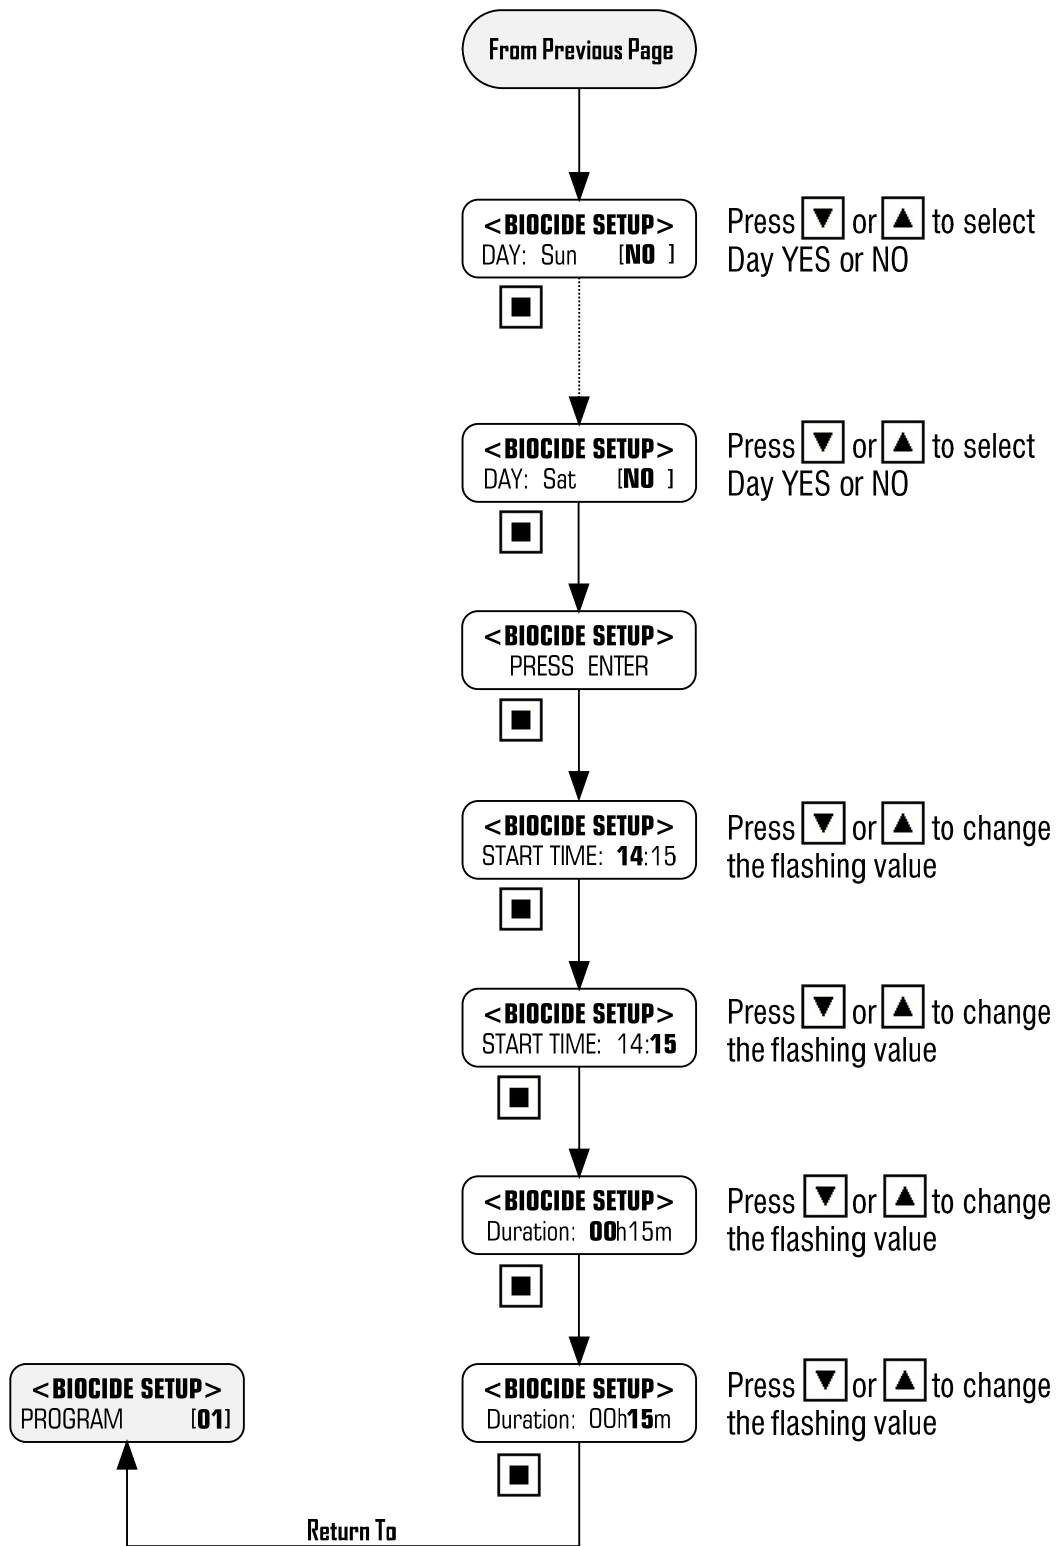 From Previous Page
<BIOCIDE SETUP>
DAY: Sun [NO ]
Press ▼ or ▲ to select
Day YES or NO
<BIOCIDE SETUP>
DAY: Sat [NO ]
Press ▼ or ▲ to select
Day YES or NO
<BIOCIDE SETUP>
PRESS ENTER
<BIOCIDE SETUP>
START TIME: 14:15
Press ▼ or ▲ to change
the flashing value
<BIOCIDE SETUP>
START TIME: 14:15
Press ▼ or ▲ to change
the flashing value
<BIOCIDE SETUP>
Duration: 00h15m
Press ▼ or ▲ to change
the flashing value
<BIOCIDE SETUP>
PROGRAM [01]
<BIOCIDE SETUP>
Duration: 00h15m
Press ▼ or ▲ to change
the flashing value
Return To